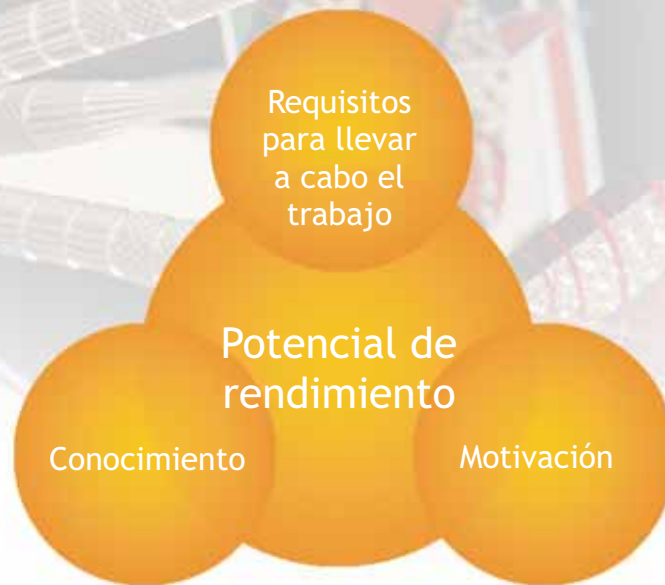 Requisitos
para llevar
a cabo el
trabajo
Potencial de
rendimiento
Conocimiento
Motivación